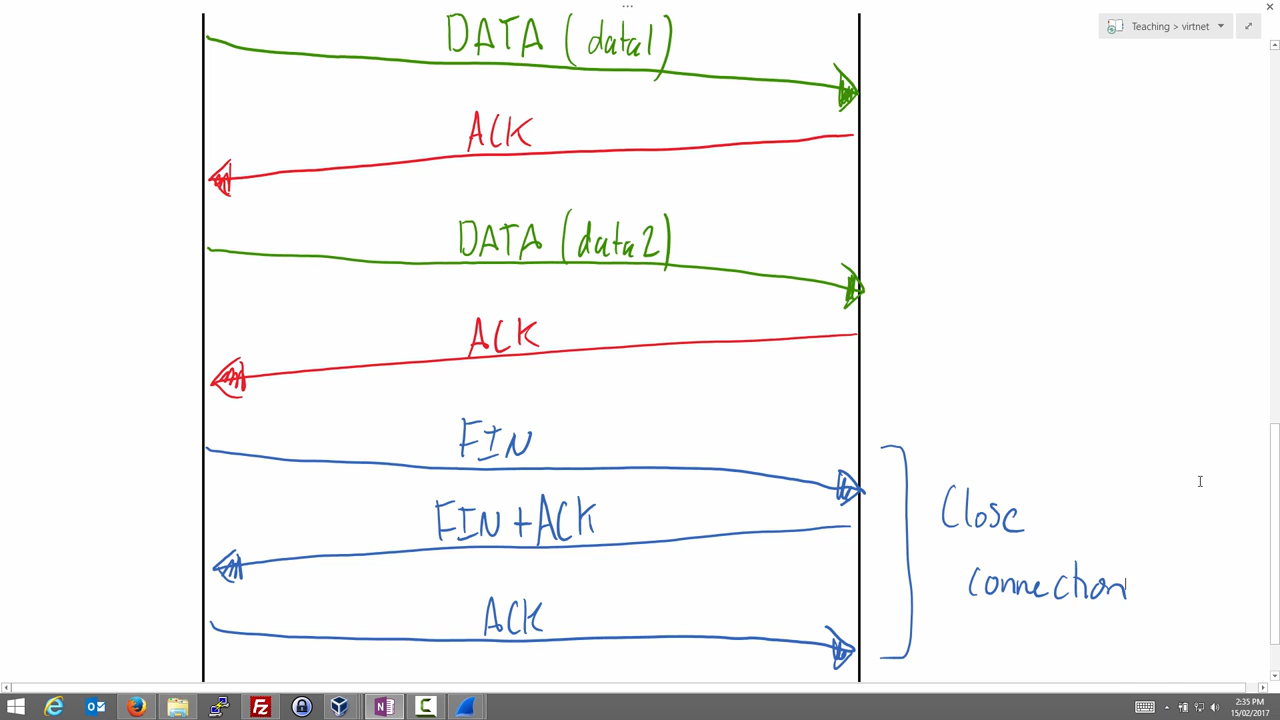 Teaching > virtnet
DATA (data1)
ACK
DATA (data2)
ACK
FIN
FIN + ACK
ACK
Close
connection
2:35 PM
15/02/2017